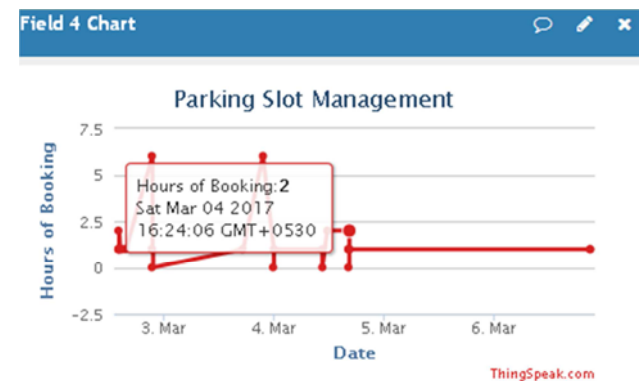 Field 4 Chart
Parking Slot Management
Hours of Booking
7.5
5
2.5
0
-2.5
Hours of Booking:2
Sat Mar 04 2017
16:24:06 GMT+0530
3. Mar
4. Mar
5. Mar
6. Mar
Date
ThingSpeak.com